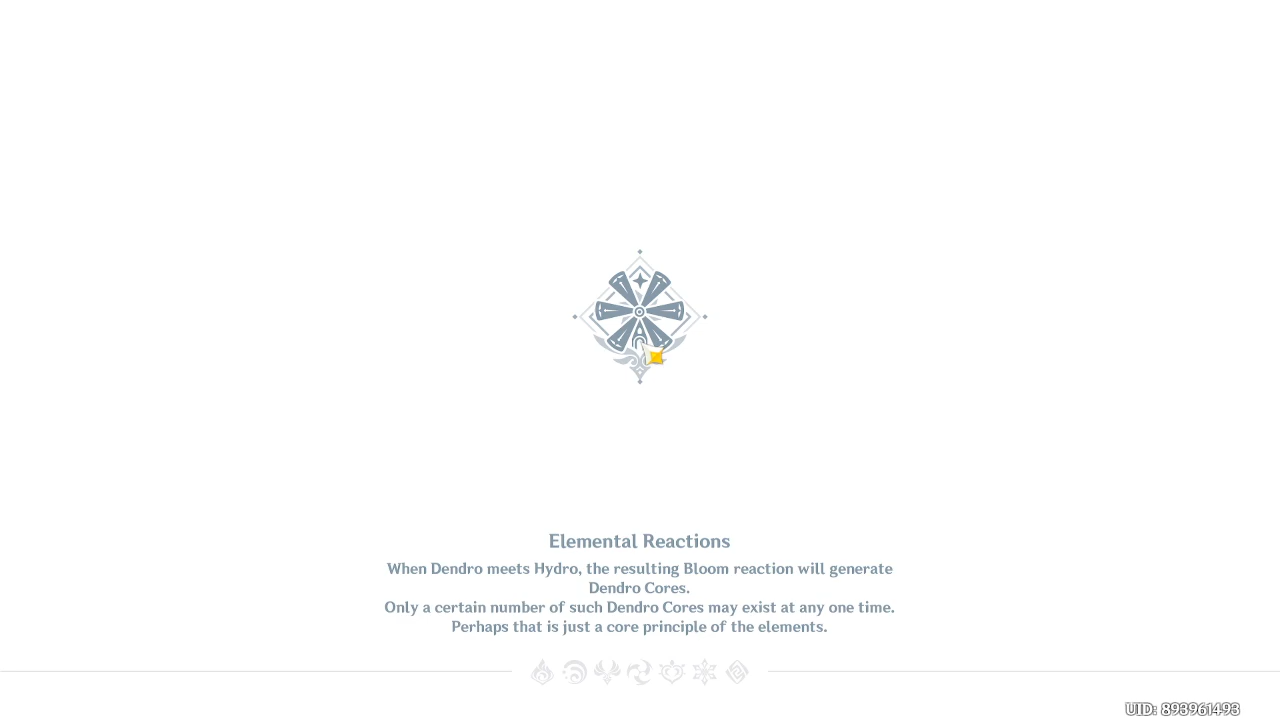 Elemental Reactions
When Dendro meets Hydro, the resulting Bloom reaction will generate
Dendro Cores.
Only a certain number of such Dendro Cores may exist at any one time.
Perhaps that is just a core principle of the elements.
UID: 893961493